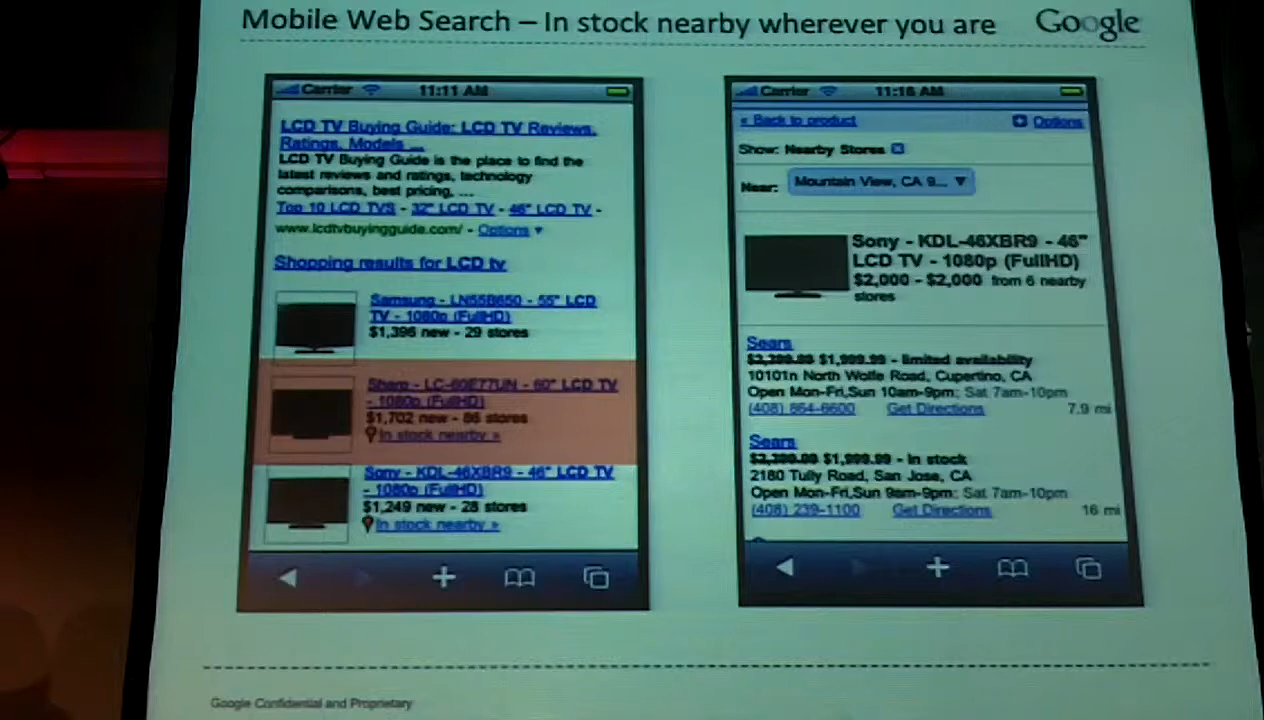 Mobile Web Search – In stock nearby wherever you are
Google
Carrier 11:11 AM
LCD TV Buying Guide: LCD TV Reviews,
Ratings, Models ...
LCD TV Buying Guide is the place to find the
latest reviews and ratings, technology
comparisons, best pricing, ...
Top 10 LCD TVS - 32" LCD TV - 46" LCD TV -
www.lcdtvbuyingguide.com/ - Options ▼
Shopping results for LCD tv
Samsung - LN55B650 - 55" LCD
TV - 1080p (FullHD)
$1,396 new - 29 stores
Sharp - LC-60E77UN - 60" LCD TV
- 1080p (FullHD)
$1,702 new - 86 stores
In stock nearby »
Sony - KDL-46XBR9 - 46" LCD TV
- 1080p (FullHD)
$1,249 new - 28 stores
In stock nearby »
Carrier 11:16 AM
« Back to product Options
Show: Nearby Stores
Near: Mountain View, CA 9... ▼
Sony - KDL-46XBR9 - 46"
LCD TV - 1080p (FullHD)
$2,000 - $2,000 from 6 nearby
stores
Sears
$2,399.99 $1,999.99 - limited availability
10101n North Wolfe Road, Cupertino, CA
Open Mon-Fri,Sun 10am-9pm; Sat 7am-10pm
(408) 864-6600 Get Directions 7.9 mi
Sears
$2,399.99 $1,999.99 - In stock
2180 Tully Road, San Jose, CA
Open Mon-Fri,Sun 9am-9pm; Sat 7am-10pm
(408) 239-1100 Get Directions 16 mi
Google Confidential and Proprietary